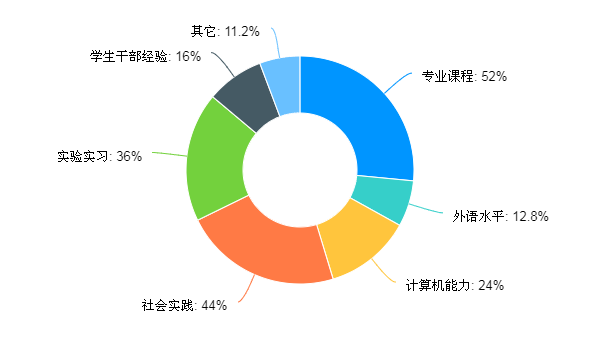 其它: 11.2%
学生干部经验: 16%
专业课程: 52%
实验实习: 36%
外语水平: 12.8%
计算机能力: 24%
社会实践: 44%